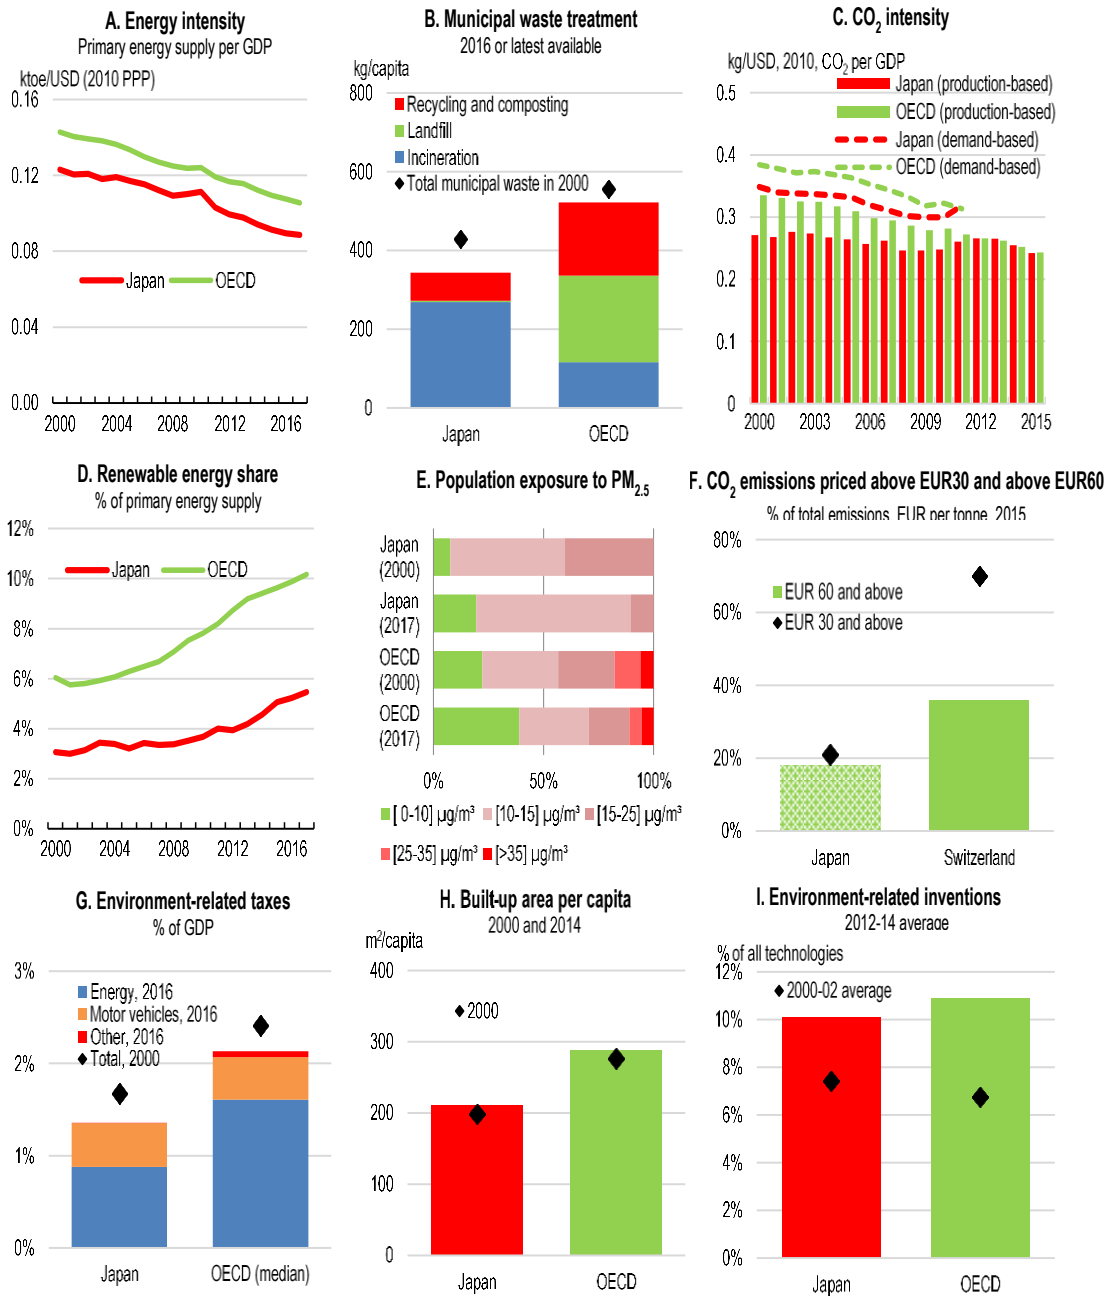 A. Energy intensity
Primary energy supply per GDP
ktoe/USD (2010 PPP)
0.16
0.12
0.08
0.04
0.00
Japan
OECD
2000
2004
2008
2012
2016
B. Municipal waste treatment
2016 or latest available
kg/capita
800
600
400
200
0
Recycling and composting
Landfill
Incineration
Total municipal waste in 2000
Japan
OECD
C. CO2 intensity
kg/USD, 2010, CO2 per GDP
0.5
0.4
0.3
0.2
0.1
0
Japan (production-based)
OECD (production-based)
Japan (demand-based)
OECD (demand-based)
2000
2003
2006
2009
2012
2015
D. Renewable energy share
% of primary energy supply
12%
10%
8%
6%
4%
2%
0%
Japan
OECD
2000
2004
2008
2012
2016
E. Population exposure to PM2.5
Japan
(2000)
Japan
(2017)
OECD
(2000)
OECD
(2017)
0%
50%
100%
[ 0-10] µg/m³
[10-15] µg/m³
[15-25] µg/m³
[25-35] µg/m³
[>35] µg/m³
F. CO2 emissions priced above EUR30 and above EUR60
% of total emissions, EUR per tonne, 2015
80%
60%
40%
20%
0%
EUR 60 and above
EUR 30 and above
Japan
Switzerland
G. Environment-related taxes
% of GDP
3%
2%
1%
0%
Energy, 2016
Motor vehicles, 2016
Other, 2016
Total, 2000
Japan
OECD (median)
H. Built-up area per capita
2000 and 2014
m2/capita
400
300
200
100
0
2000
Japan
OECD
I. Environment-related inventions
2012-14 average
% of all technologies
12%
10%
8%
6%
4%
2%
0%
2000-02 average
Japan
OECD